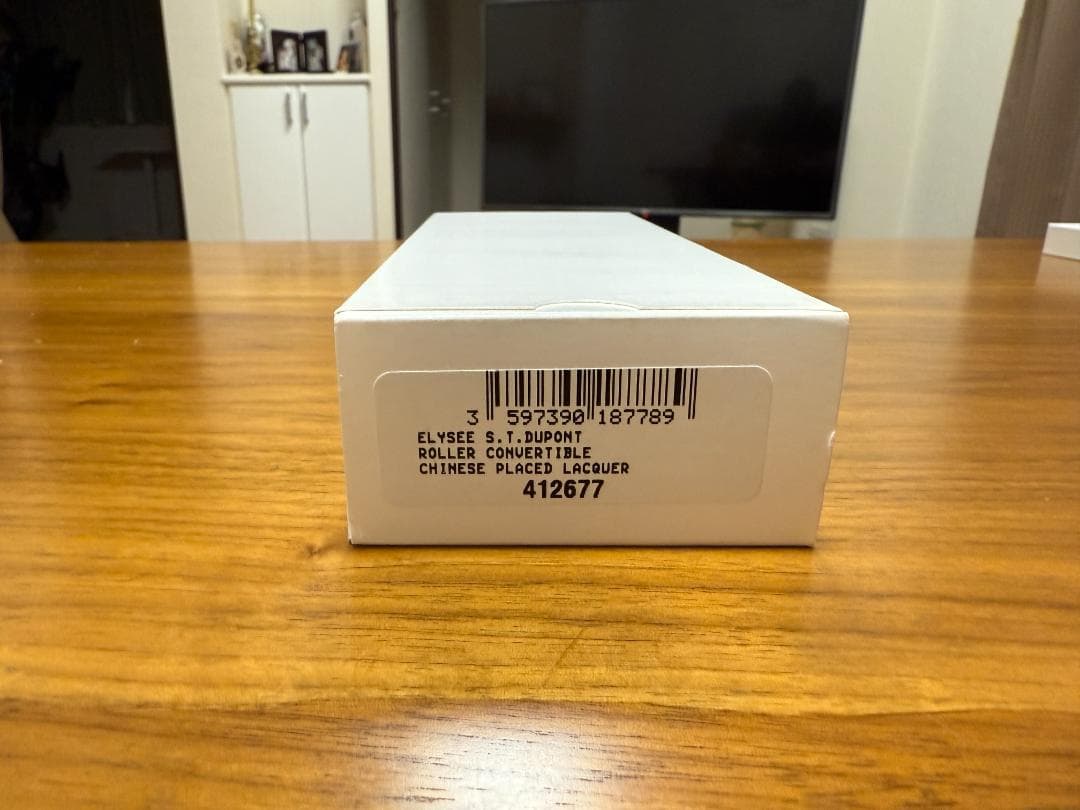 3 597390 187789
ELYSEE S.T.DUPONT
ROLLER CONVERTIBLE
CHINESE PLACED LACQUER
412677